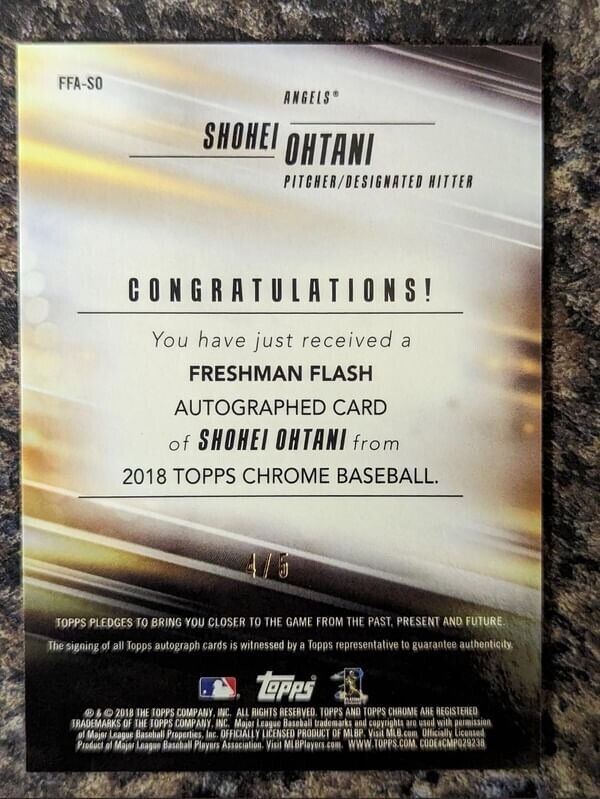 FFA-SO
ANGELS®
SHOHEI OHTANI
PITCHER/DESIGNATED HITTER
CONGRATULATIONS!
You have just received a
FRESHMAN FLASH
AUTOGRAPHED CARD
of SHOHEI OHTANI from
2018 TOPPS CHROME BASEBALL.
4/5
TOPPS PLEDGES TO BRING YOU CLOSER TO THE GAME FROM THE PAST, PRESENT AND FUTURE.
The signing of all Topps autograph cards is witnessed by a Topps representative to guarantee authenticity.
topps
® & © 2018 THE TOPPS COMPANY, INC. ALL RIGHTS RESERVED. TOPPS AND TOPPS CHROME ARE REGISTERED
TRADEMARKS OF THE TOPPS COMPANY, INC. Major League Baseball trademarks and copyrights are used with permission
of Major League Baseball Properties, Inc. OFFICIALLY LICENSED PRODUCT OF MLBP. Visit MLB.com Officially Licensed
Product of Major League Baseball Players Association. Visit MLBPlayers.com WWW.TOPPS.COM. CODE#CMP029238